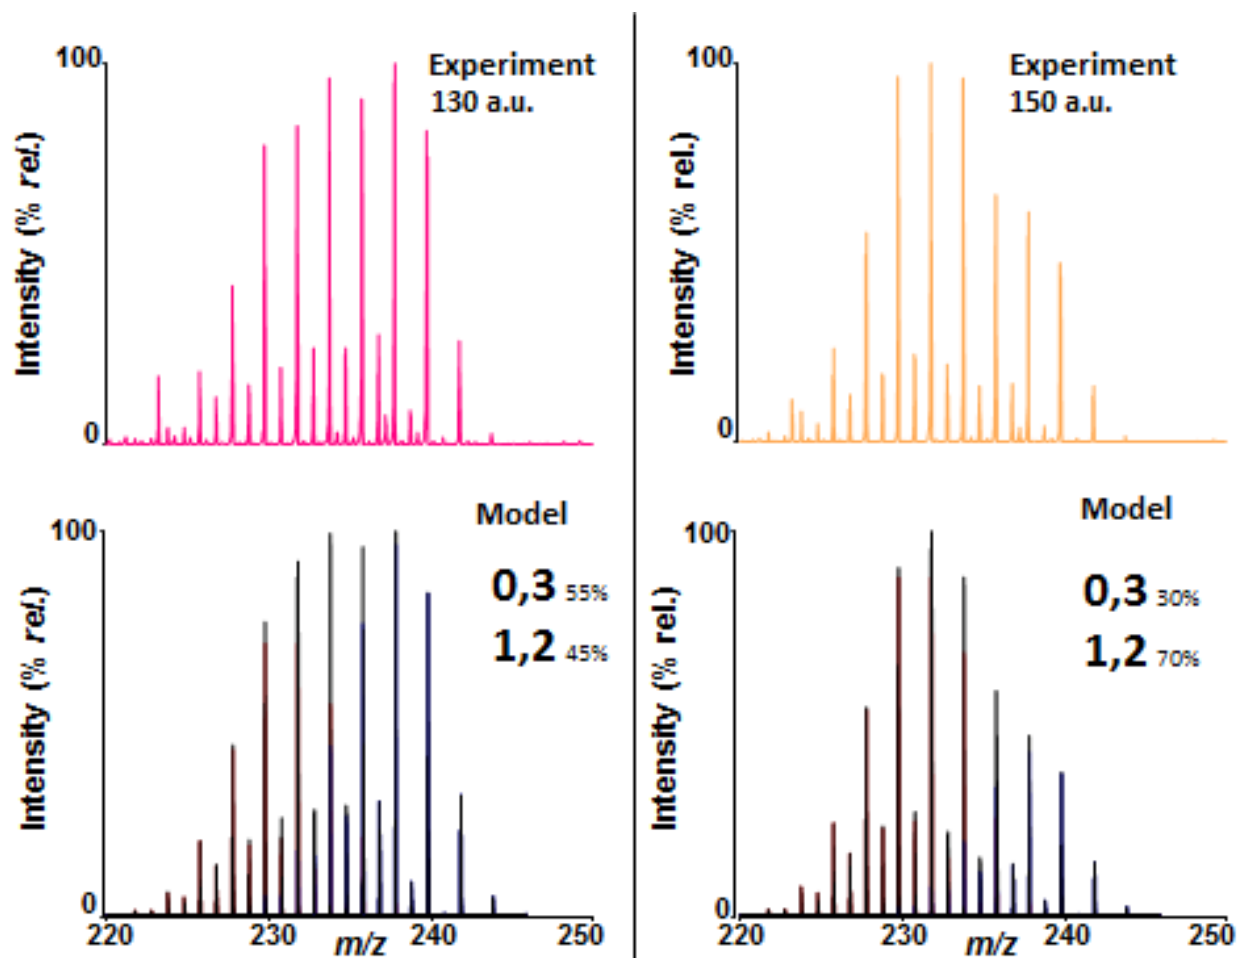 100
Experiment
130 a.u.
Intensity (% rel.)
0
100
Experiment
150 a.u.
Intensity (% rel.)
0
100
Model
0,3 55%
1,2 45%
Intensity (% rel.)
0
220
230
m/z
240
250
100
Model
0,3 30%
1,2 70%
Intensity (% rel.)
0
220
230
m/z
240
250